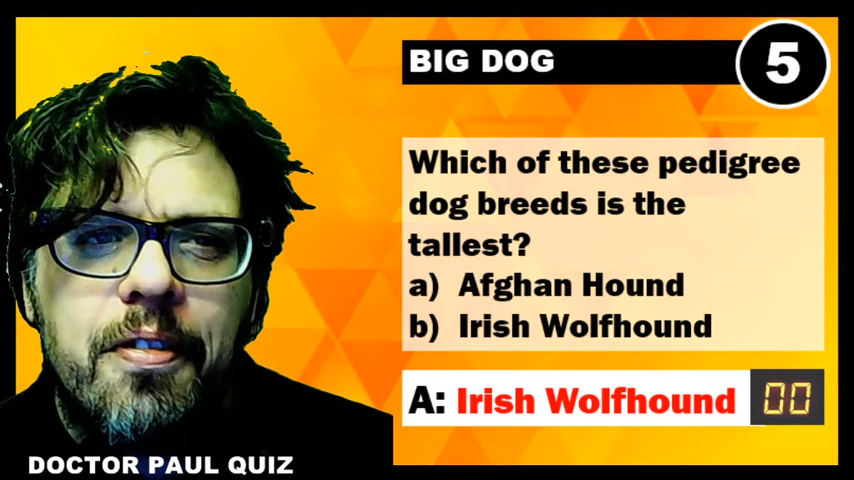 BIG DOG
5
Which of these pedigree
dog breeds is the
tallest?
a) Afghan Hound
b) Irish Wolfhound
A: Irish Wolfhound
00
DOCTOR PAUL QUIZ